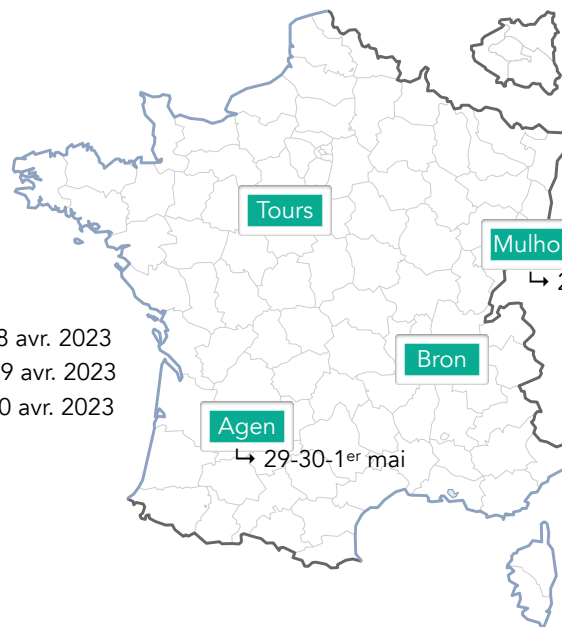 Tours
Mulho
↳ 2
8 avr. 2023
Bron
9 avr. 2023
0 avr. 2023
Agen
↳ 29-30-1er mai